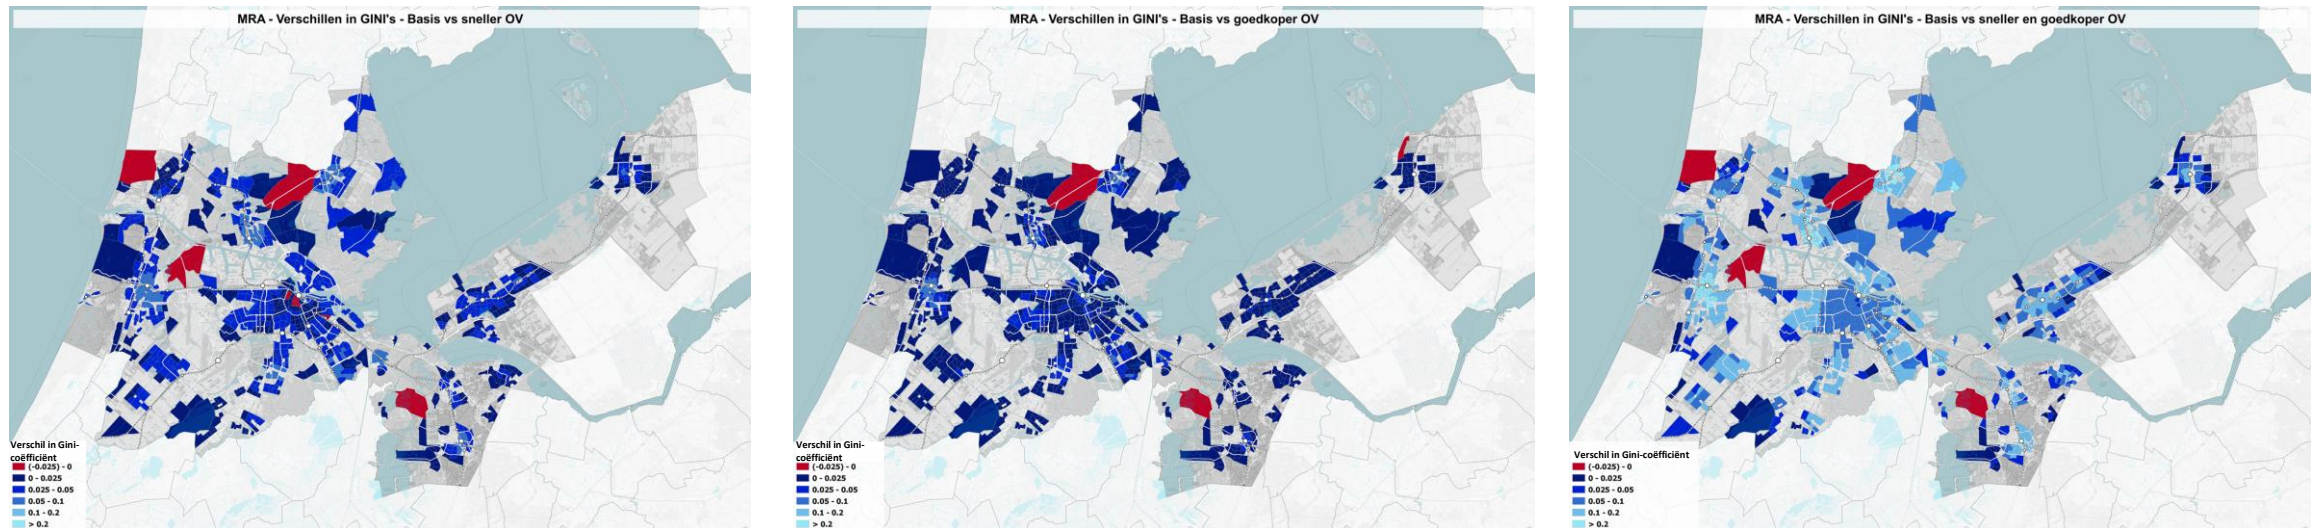 MRA - Verschillen in GINI's - Basis vs sneller OV
Verschil in Gini-
coëfficiënt
(-0.025) - 0
0 - 0.025
0.025 - 0.05
0.05 - 0.1
0.1 - 0.2
> 0.2
MRA - Verschillen in GINI's - Basis vs goedkoper OV
Verschil in Gini-
coëfficiënt
(-0.025) - 0
0 - 0.025
0.025 - 0.05
0.05 - 0.1
0.1 - 0.2
> 0.2
MRA - Verschillen in GINI's - Basis vs sneller en goedkoper OV
Verschil in Gini-coëfficiënt
(-0.025) - 0
0 - 0.025
0.025 - 0.05
0.05 - 0.1
0.1 - 0.2
> 0.2